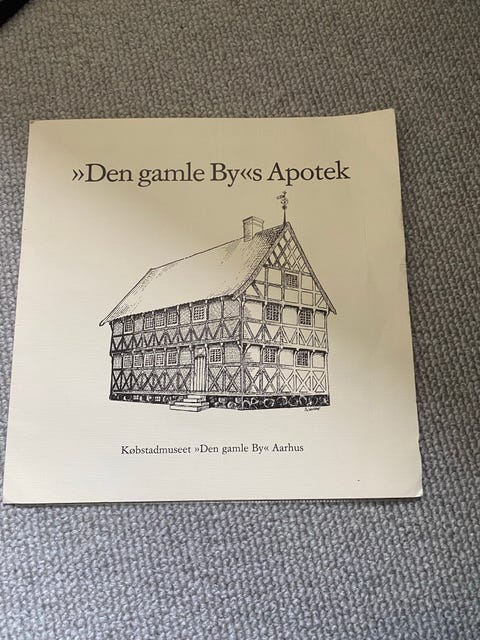 »Den gamle By«s Apotek
Købstadmuseet »Den gamle By« Aarhus